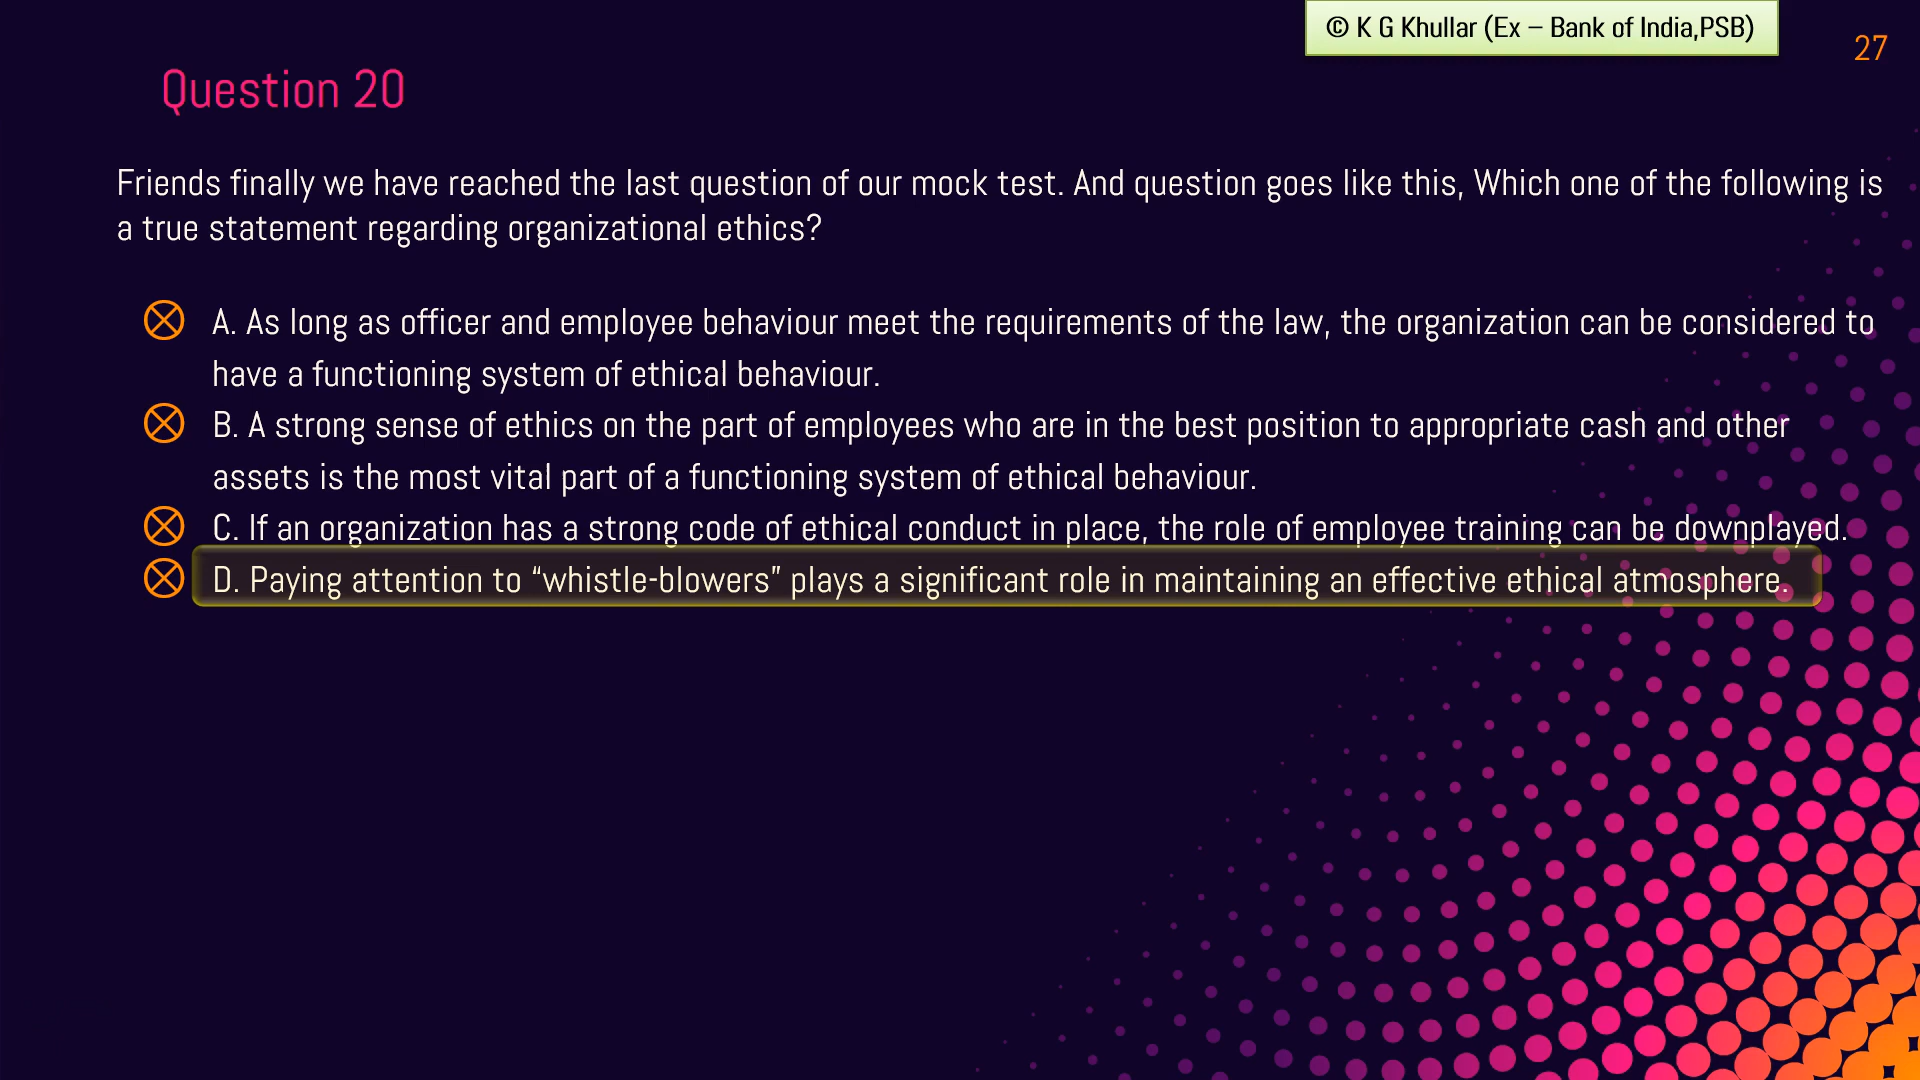 © K G Khullar (Ex – Bank of India,PSB)
27
Question 20
Friends finally we have reached the last question of our mock test. And question goes like this, Which one of the following is
a true statement regarding organizational ethics?
A. As long as officer and employee behaviour meet the requirements of the law, the organization can be considered to
have a functioning system of ethical behaviour.
B. A strong sense of ethics on the part of employees who are in the best position to appropriate cash and other
assets is the most vital part of a functioning system of ethical behaviour.
C. If an organization has a strong code of ethical conduct in place, the role of employee training can be downplayed.
D. Paying attention to “whistle-blowers” plays a significant role in maintaining an effective ethical atmosphere.